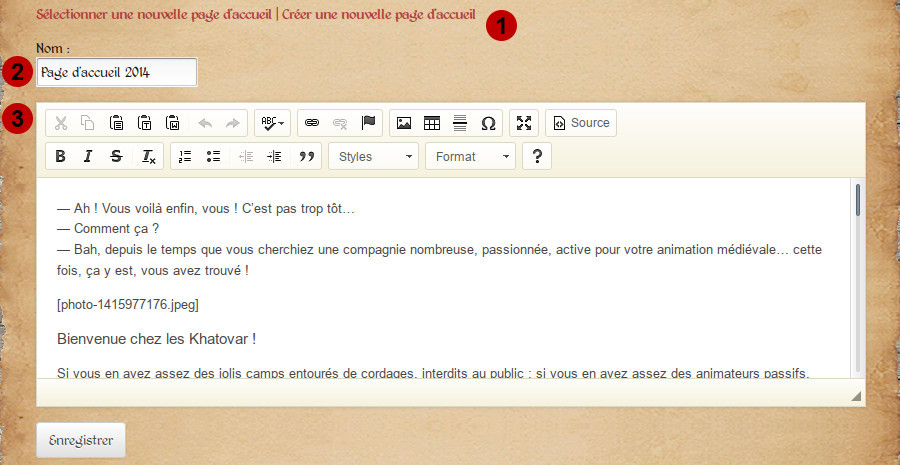 Sélectionner une nouvelle page d'accueil | Créer une nouvelle page d'accueil
1
Nom :
2
Page d'accueil 2014
3
ABC
Source
B I S Tx
Styles
Format
?
— Ah ! Vous voilà enfin, vous ! C'est pas trop tôt…
— Comment ça ?
— Bah, depuis le temps que vous cherchiez une compagnie nombreuse, passionnée, active pour votre animation médiévale… cette
fois, ça y est, vous avez trouvé !
[photo-1415977176.jpeg]
Bienvenue chez les Khatovar !
Si vous en avez assez des jolis camps entourés de cordages, interdits au public ; si vous en avez assez des animateurs passifs,
Enregistrer